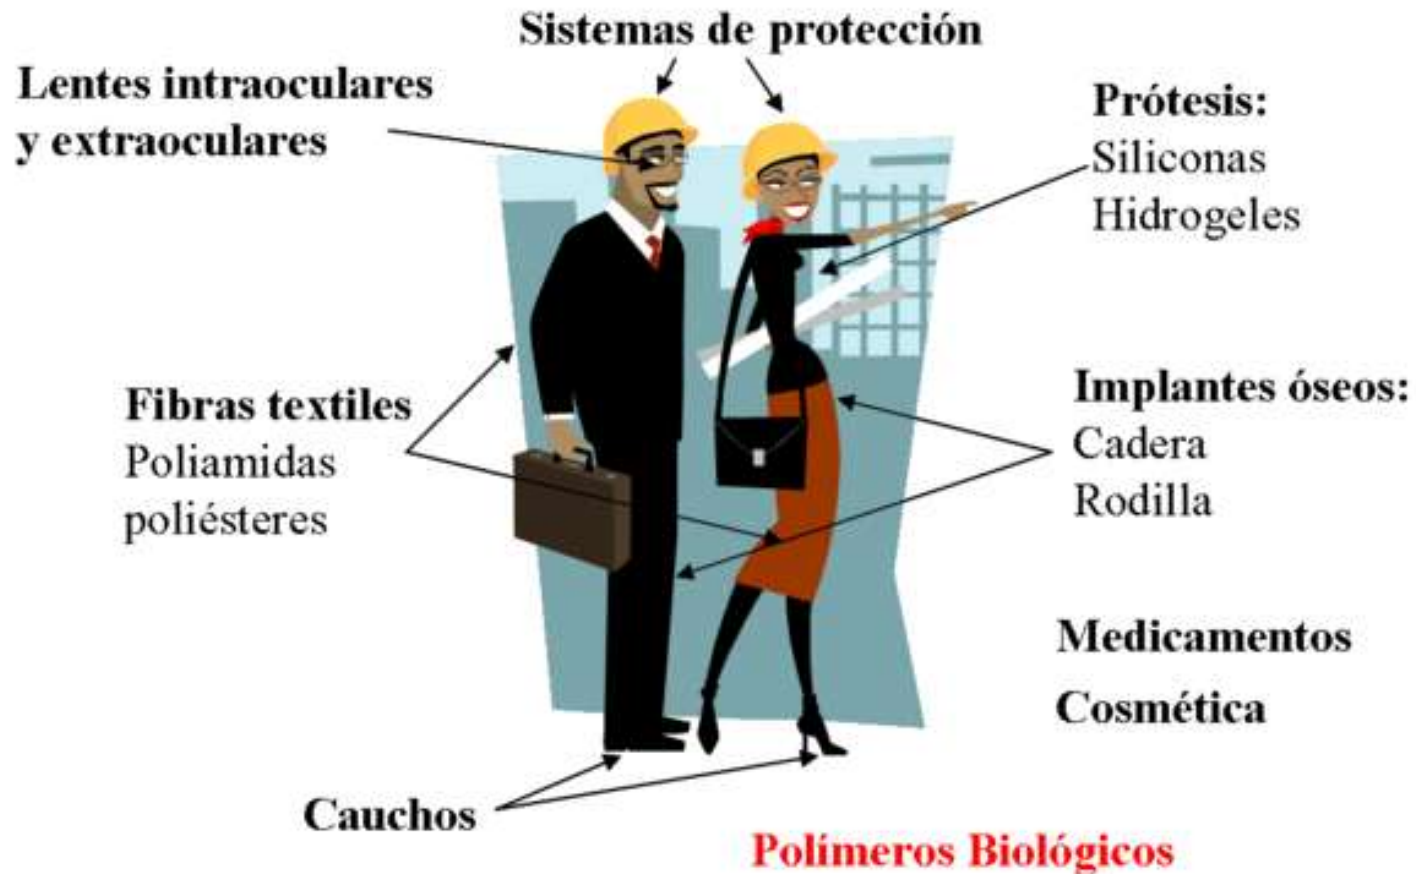 Sistemas de protección
Lentes intraoculares
y extraoculares
Prótesis:
Siliconas
Hidrogeles
Fibras textiles
Poliamidas
poliésteres
Implantes óseos:
Cadera
Rodilla
Medicamentos
Cosmética
Cauchos
Polímeros Biológicos